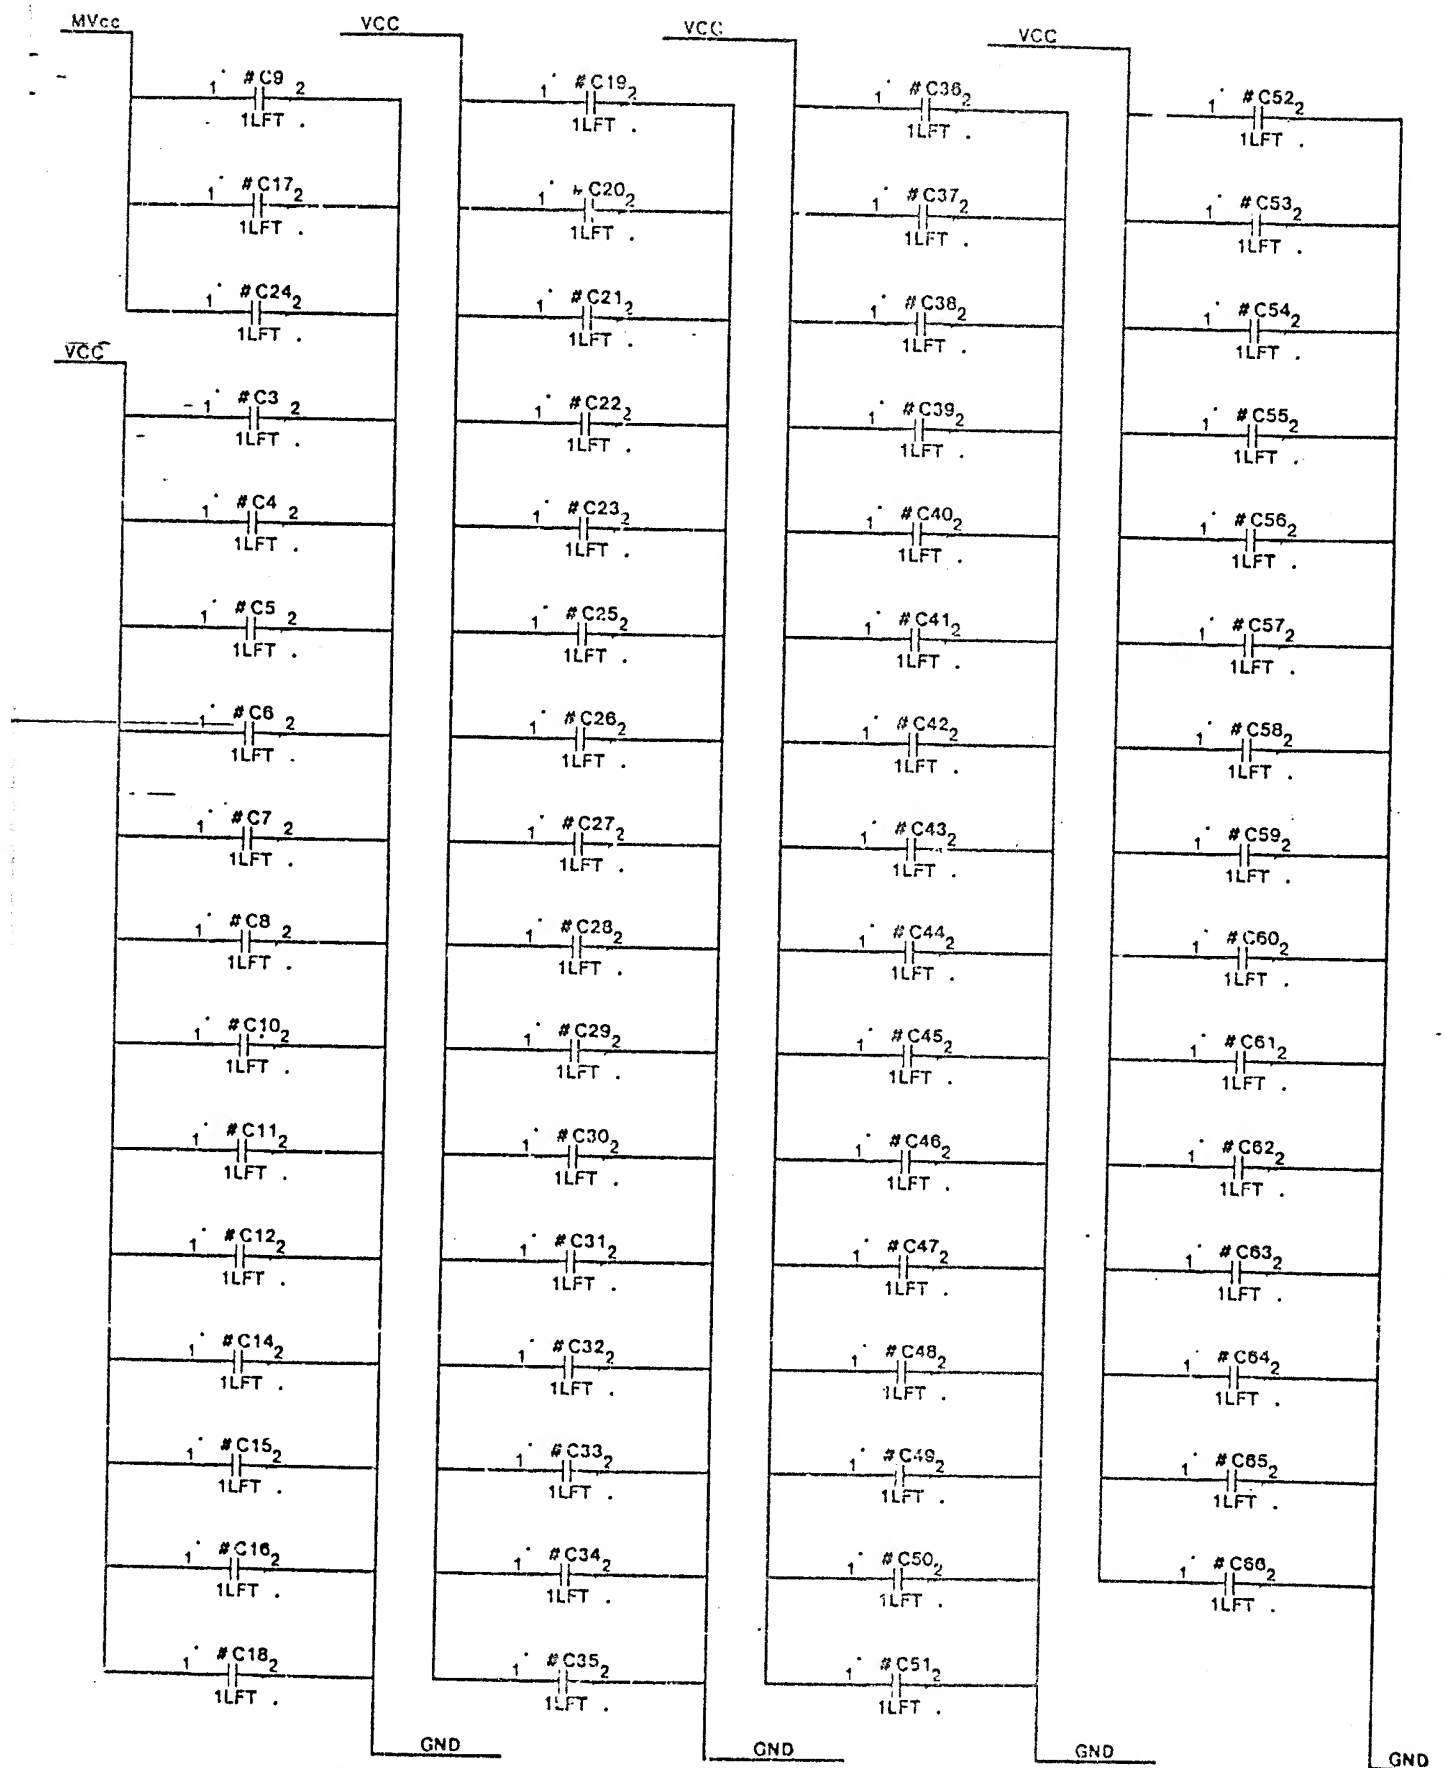 MVcc
1 #C9 2
1LFT .
1 #C17 2
1LFT .
1 #C24 2
1LFT .
VCC
1 #C3 2
1LFT .
1 #C4 2
1LFT .
1 #C5 2
1LFT .
1 #C6 2
1LFT .
1 #C7 2
1LFT .
1 #C8 2
1LFT .
1 #C10 2
1LFT .
1 #C11 2
1LFT .
1 #C12 2
1LFT .
1 #C14 2
1LFT .
1 #C15 2
1LFT .
1 #C16 2
1LFT .
1 #C18 2
1LFT .
GND
VCC
1 #C19 2
1LFT .
1 #C20 2
1LFT .
1 #C21 2
1LFT .
1 #C22 2
1LFT .
1 #C23 2
1LFT .
1 #C25 2
1LFT .
1 #C26 2
1LFT .
1 #C27 2
1LFT .
1 #C28 2
1LFT .
1 #C29 2
1LFT .
1 #C30 2
1LFT .
1 #C31 2
1LFT .
1 #C32 2
1LFT .
1 #C33 2
1LFT .
1 #C34 2
1LFT .
1 #C35 2
1LFT .
GND
VCC
1 #C36 2
1LFT .
1 #C37 2
1LFT .
1 #C38 2
1LFT .
1 #C39 2
1LFT .
1 #C40 2
1LFT .
1 #C41 2
1LFT .
1 #C42 2
1LFT .
1 #C43 2
1LFT .
1 #C44 2
1LFT .
1 #C45 2
1LFT .
1 #C46 2
1LFT .
1 #C47 2
1LFT .
1 #C48 2
1LFT .
1 #C49 2
1LFT .
1 #C50 2
1LFT .
1 #C51 2
1LFT .
GND
VCC
1 #C52 2
1LFT .
1 #C53 2
1LFT .
1 #C54 2
1LFT .
1 #C55 2
1LFT .
1 #C56 2
1LFT .
1 #C57 2
1LFT .
1 #C58 2
1LFT .
1 #C59 2
1LFT .
1 #C60 2
1LFT .
1 #C61 2
1LFT .
1 #C62 2
1LFT .
1 #C63 2
1LFT .
1 #C64 2
1LFT .
1 #C65 2
1LFT .
1 #C66 2
1LFT .
GND